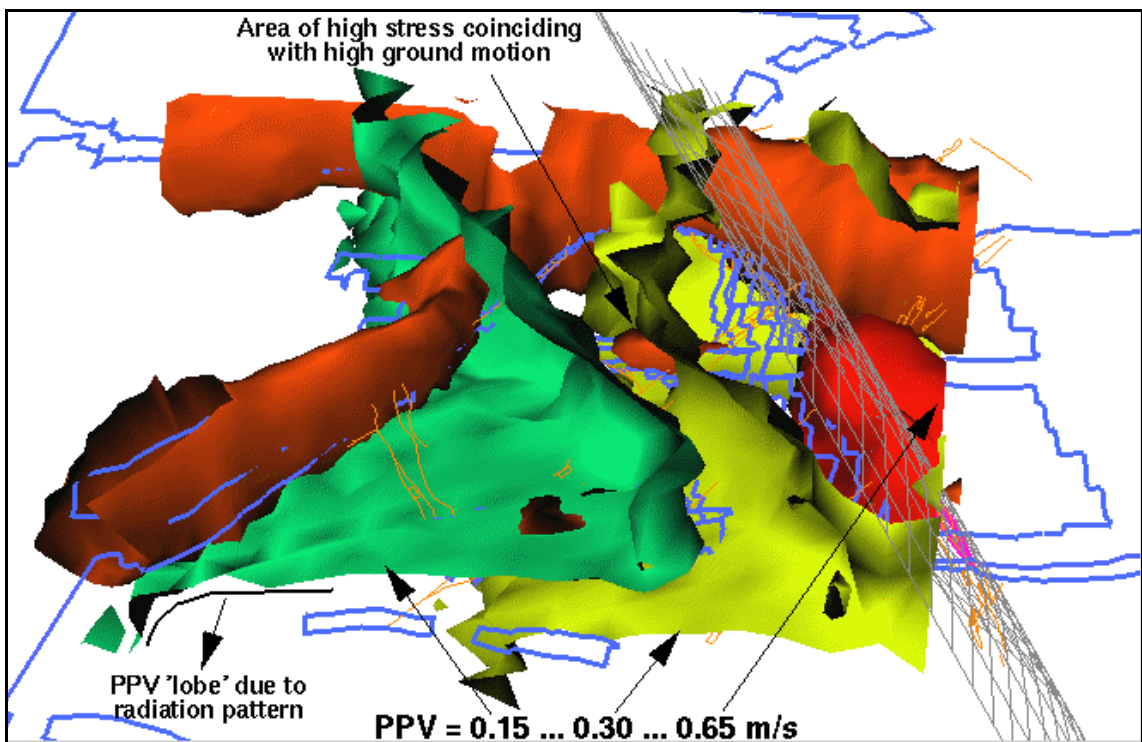 Area of high stress coinciding
with high ground motion
PPV 'lobe' due to
radiation pattern
PPV = 0.15 ... 0.30 ... 0.65 m/s